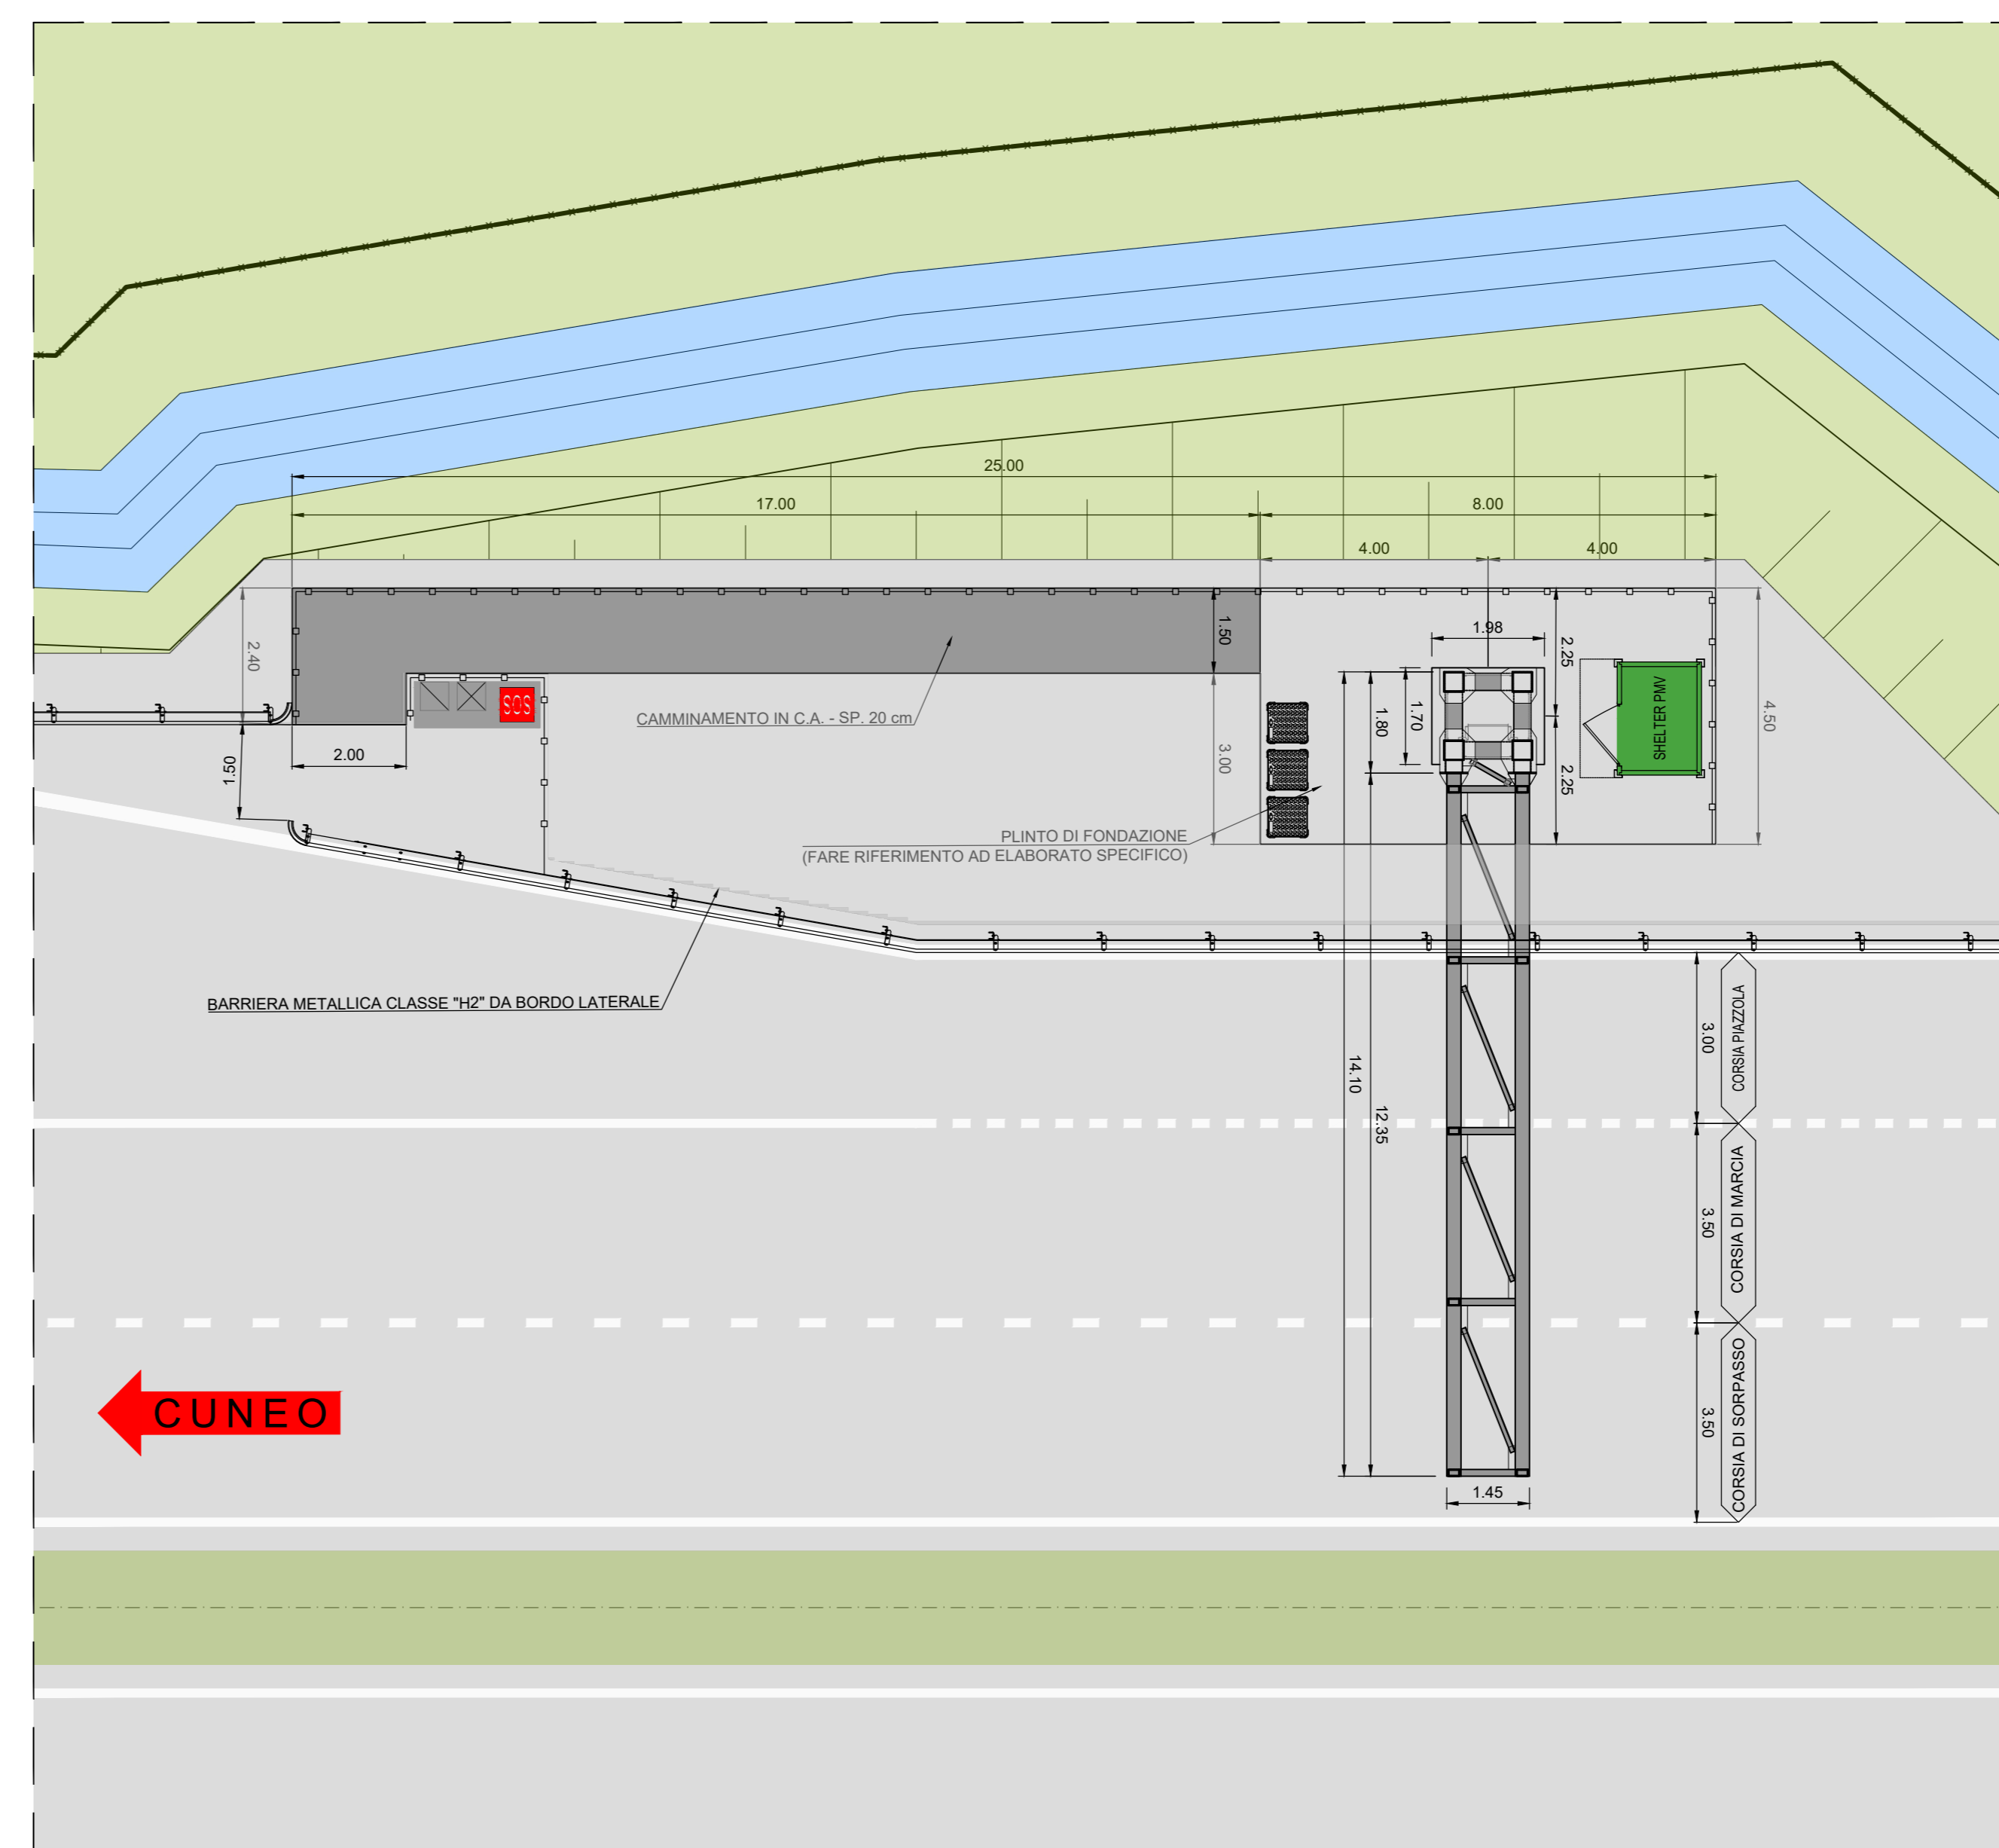 25.00
17.00
8.00
4.00
4.00
2.40
1.50
1.98
2.25
4.50
SOS
CAMMINAMENTO IN C.A. - SP. 20 cm
1.80
1.70
SHELTER PMV
2.00
1.50
3.00
2.25
PLINTO DI FONDAZIONE
(FARE RIFERIMENTO AD ELABORATO SPECIFICO)
BARRIERA METALLICA CLASSE "H2" DA BORDO LATERALE
3.00
CORSIA PIAZZOLA
14.10
12.35
3.50
CORSIA DI MARCIA
CUNEO
3.50
CORSIA DI SORPASSO
1.45